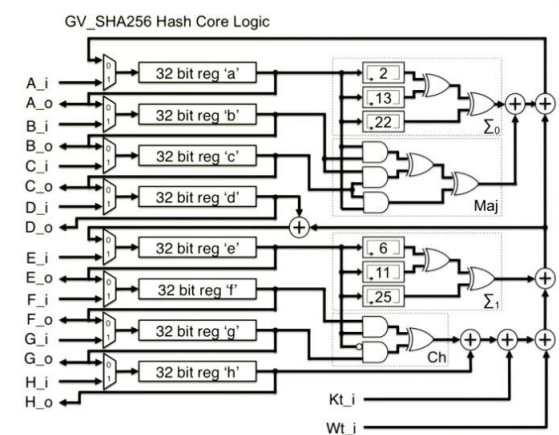 GV_SHA256 Hash Core Logic
0
1
32 bit reg 'a'
2
A_i
13
A_o
0
1
32 bit reg 'b'
22
Σ0
B_i
B_o
0
1
32 bit reg 'c'
C_i
C_o
0
1
32 bit reg 'd'
Maj
D_i
D_o
0
1
32 bit reg 'e'
6
E_i
11
E_o
0
1
32 bit reg 'f'
25
Σ1
F_i
F_o
0
1
32 bit reg 'g'
G_i
Ch
G_o
0
1
32 bit reg 'h'
H_i
H_o
Kt_i
Wt_i